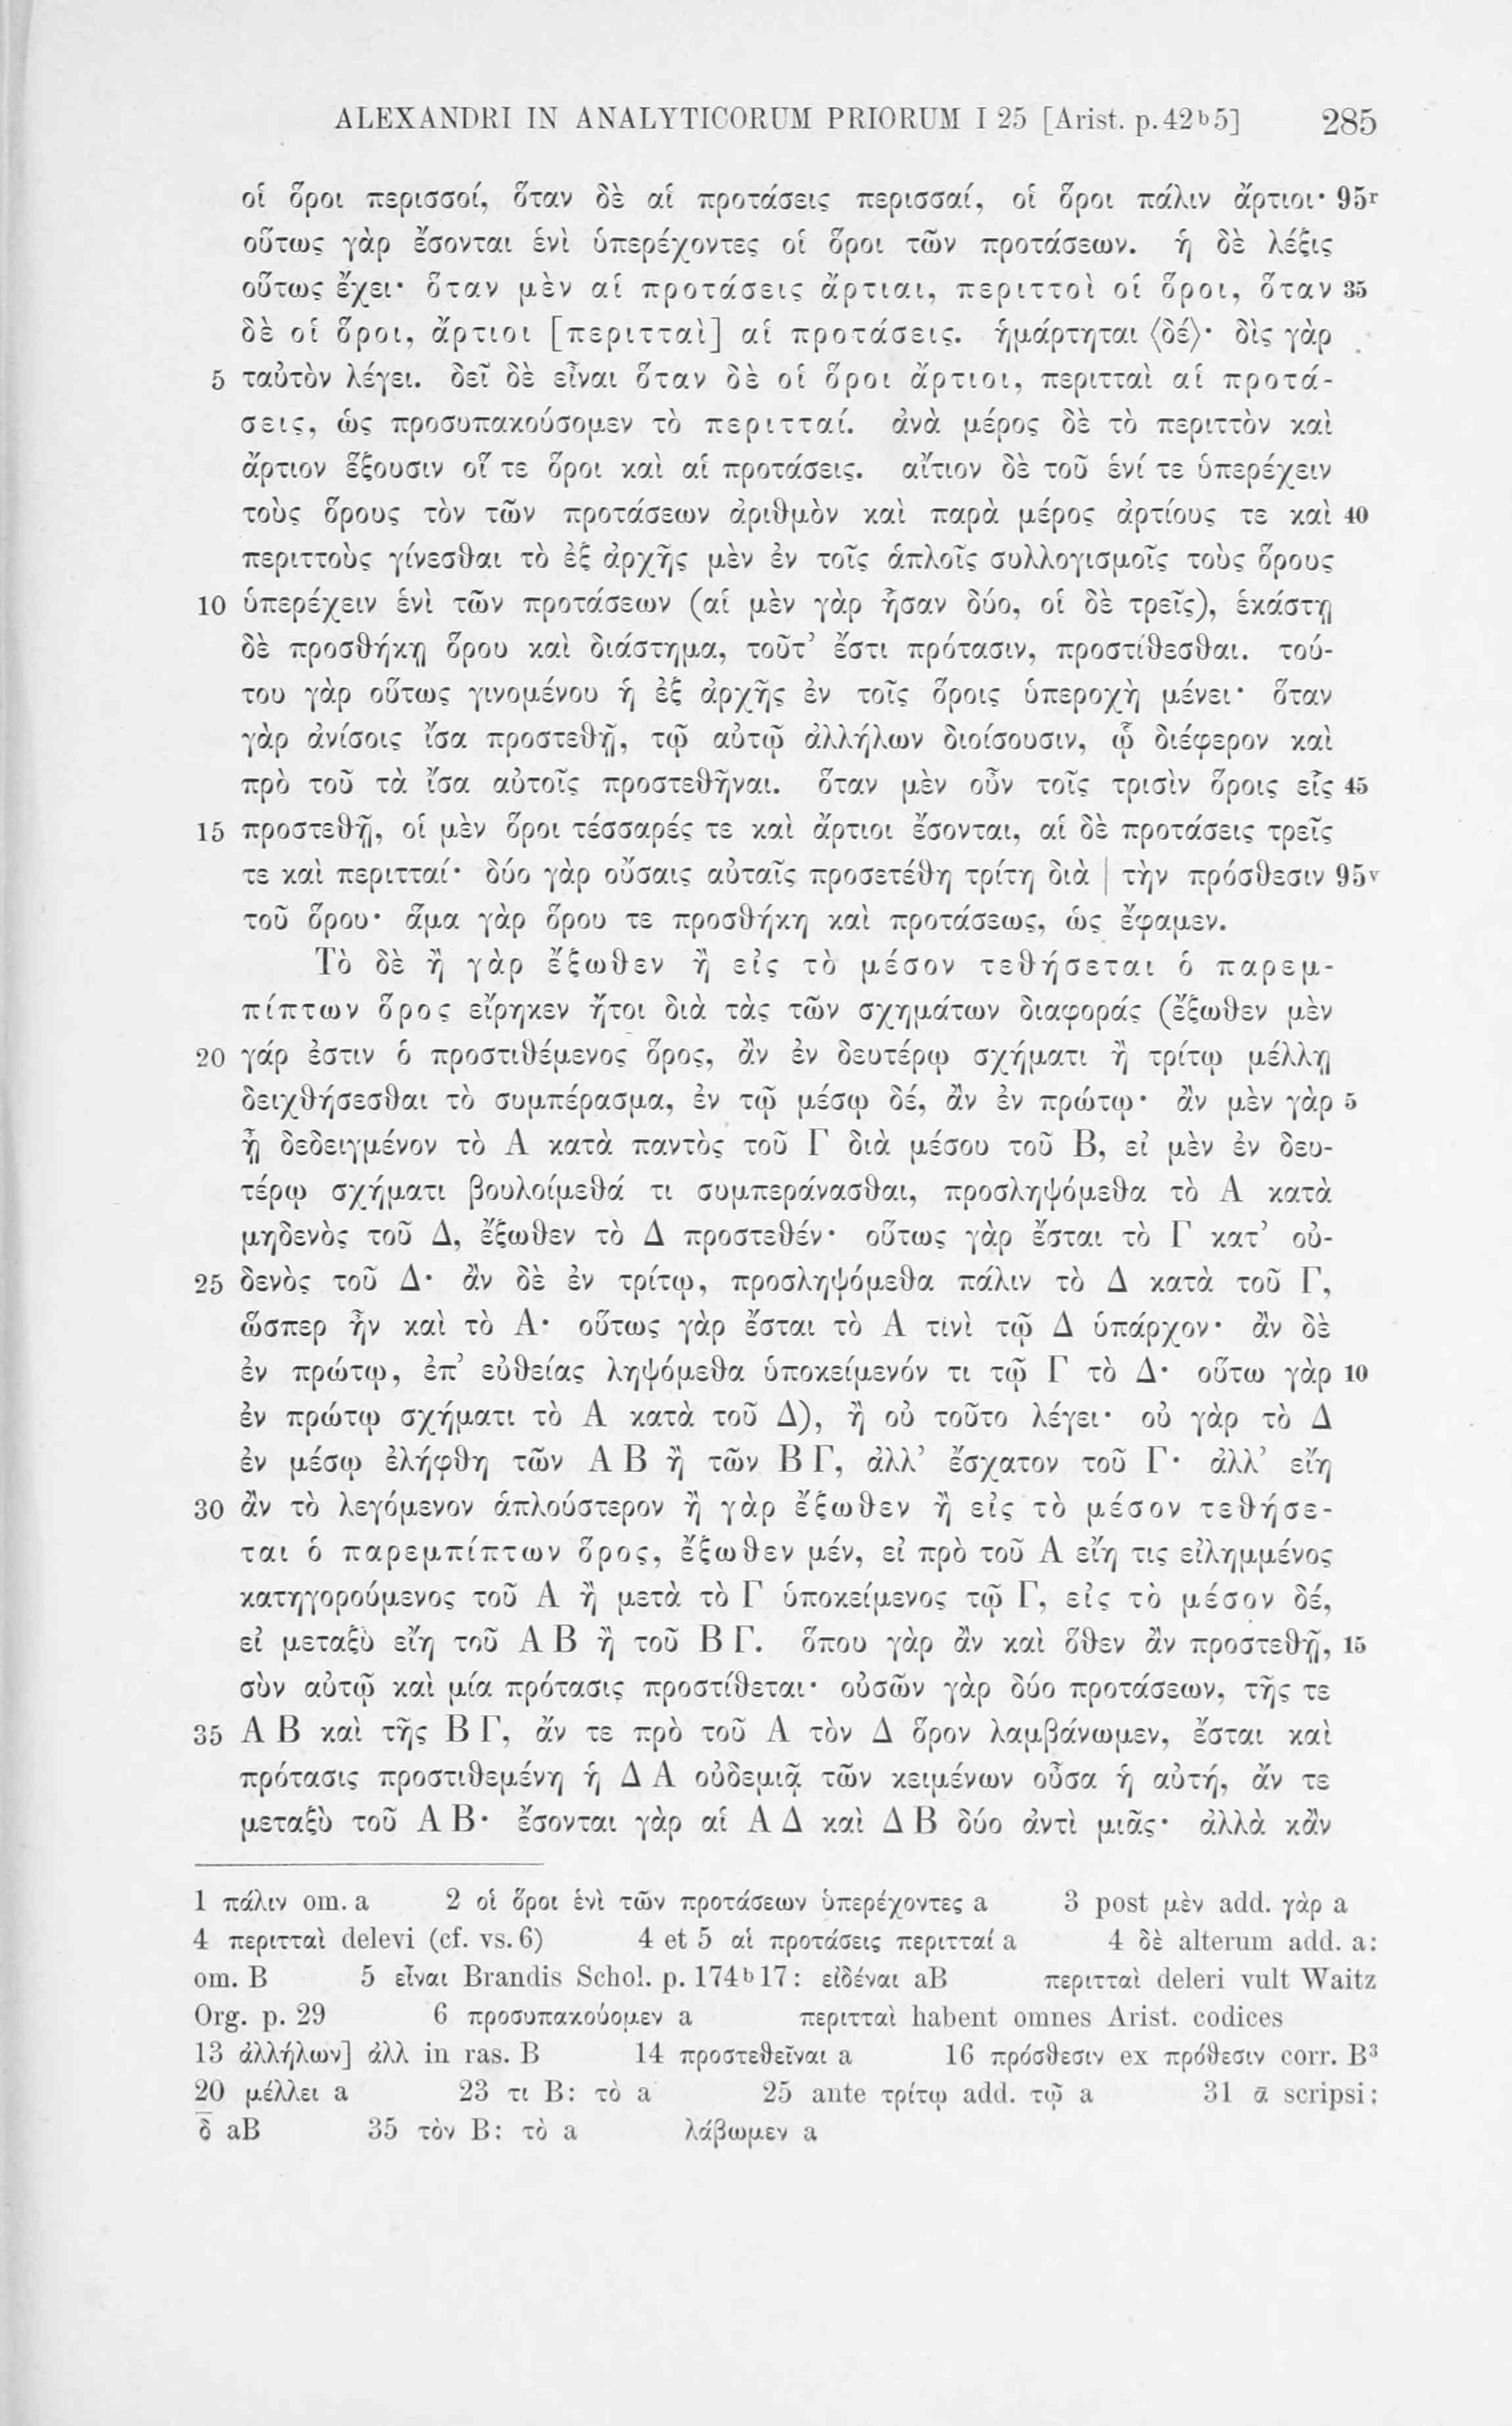 ALEXANDRI IN ANALYTICORUM PRIORUM I 25 [Arist. p. 42ᵇ5] 285
οἱ ὅροι περισσοί, ὅταν δὲ αἱ προτάσεις περισσαί, οἱ ὅροι πάλιν ἄρτιοι· 95ʳ
οὕτως γὰρ ἔσονται ἑνὶ ὑπερέχοντες οἱ ὅροι τῶν προτάσεων. ἡ δὲ λέξις
οὕτως ἔχει· ὅταν μὲν αἱ προτάσεις ἄρτιαι, περιττοὶ οἱ ὅροι, ὅταν 35
δὲ οἱ ὅροι, ἄρτιοι [περιτταὶ] αἱ προτάσεις. ἡμάρτηται ⟨δέ⟩· δὶς γὰρ
5 ταὐτὸν λέγει. δεῖ δὲ εἶναι ὅταν δὲ οἱ ὅροι ἄρτιοι, περιτταὶ αἱ προτά-
σεις, ὡς προσυπακούσομεν τὸ περιτταί. ἀνὰ μέρος δὲ τὸ περιττὸν καὶ
ἄρτιον ἕξουσιν οἵ τε ὅροι καὶ αἱ προτάσεις. αἴτιον δὲ τοῦ ἑνί τε ὑπερέχειν
τοὺς ὅρους τὸν τῶν προτάσεων ἀριθμὸν καὶ παρὰ μέρος ἀρτίους τε καὶ 40
περιττοὺς γίνεσθαι τὸ ἐξ ἀρχῆς μὲν ἐν τοῖς ἁπλοῖς συλλογισμοῖς τοὺς ὅρους
10 ὑπερέχειν ἑνὶ τῶν προτάσεων (αἱ μὲν γὰρ ἦσαν δύο, οἱ δὲ τρεῖς), ἑκάστῃ
δὲ προσθήκῃ ὅρου καὶ διάστημα, τοῦτ’ ἔστι πρότασιν, προστίθεσθαι. τού-
του γὰρ οὕτως γινομένου ἡ ἐξ ἀρχῆς ἐν τοῖς ὅροις ὑπεροχὴ μένει· ὅταν
γὰρ ἀνίσοις ἴσα προστεθῇ, τῷ αὐτῷ ἀλλήλων διοίσουσιν, ᾧ διέφερον καὶ
πρὸ τοῦ τὰ ἴσα αὐτοῖς προστεθῆναι. ὅταν μὲν οὖν τοῖς τρισὶν ὅροις εἷς 45
15 προστεθῇ, οἱ μὲν ὅροι τέσσαρές τε καὶ ἄρτιοι ἔσονται, αἱ δὲ προτάσεις τρεῖς
τε καὶ περιτταί· δύο γὰρ οὔσαις αὐταῖς προσετέθη τρίτη διὰ | τὴν πρόσθεσιν 95ᵛ
τοῦ ὅρου· ἅμα γὰρ ὅρου τε προσθήκη καὶ προτάσεως, ὡς ἔφαμεν.
Τὸ δὲ ἢ γὰρ ἔξωθεν ἢ εἰς τὸ μέσον τεθήσεται ὁ παρεμ-
πίπτων ὅρος εἴρηκεν ἤτοι διὰ τὰς τῶν σχημάτων διαφοράς (ἔξωθεν μὲν
20 γάρ ἐστιν ὁ προστιθέμενος ὅρος, ἂν ἐν δευτέρῳ σχήματι ἢ τρίτῳ μέλλῃ
δειχθήσεσθαι τὸ συμπέρασμα, ἐν τῷ μέσῳ δέ, ἂν ἐν πρώτῳ· ἂν μὲν γὰρ 5
ᾖ δεδειγμένον τὸ Α κατὰ παντὸς τοῦ Γ διὰ μέσου τοῦ Β, εἰ μὲν ἐν δευ-
τέρῳ σχήματι βουλοίμεθά τι συμπεράνασθαι, προσληψόμεθα τὸ Α κατὰ
μηδενὸς τοῦ Δ, ἔξωθεν τὸ Δ προστεθέν· οὕτως γὰρ ἔσται τὸ Γ κατ’ οὐ-
25 δενὸς τοῦ Δ· ἂν δὲ ἐν τρίτῳ, προσληψόμεθα πάλιν τὸ Δ κατὰ τοῦ Γ,
ὥσπερ ἦν καὶ τὸ Α· οὕτως γὰρ ἔσται τὸ Α τινὶ τῷ Δ ὑπάρχον· ἂν δὲ
ἐν πρώτῳ, ἐπ’ εὐθείας ληψόμεθα ὑποκείμενόν τι τῷ Γ τὸ Δ· οὕτω γὰρ 10
ἐν πρώτῳ σχήματι τὸ Α κατὰ τοῦ Δ), ἢ οὐ τοῦτο λέγει· οὐ γὰρ τὸ Δ
ἐν μέσῳ ἐλήφθη τῶν Α Β ἢ τῶν Β Γ, ἀλλ’ ἔσχατον τοῦ Γ· ἀλλ’ εἴη
30 ἂν τὸ λεγόμενον ἁπλούστερον ἢ γὰρ ἔξωθεν ἢ εἰς τὸ μέσον τεθήσε-
ται ὁ παρεμπίπτων ὅρος, ἔξωθεν μέν, εἰ πρὸ τοῦ Α εἴη τις εἰλημμένος
κατηγορούμενος τοῦ Α ἢ μετὰ τὸ Γ ὑποκείμενος τῷ Γ, εἰς τὸ μέσον δέ,
εἰ μεταξὺ εἴη τοῦ Α Β ἢ τοῦ Β Γ. ὅπου γὰρ ἂν καὶ ὅθεν ἂν προστεθῇ, 15
σὺν αὐτῷ καὶ μία πρότασις προστίθεται· οὐσῶν γὰρ δύο προτάσεων, τῆς τε
35 Α Β καὶ τῆς Β Γ, ἄν τε πρὸ τοῦ Α τὸν Δ ὅρον λαμβάνωμεν, ἔσται καὶ
πρότασις προστιθεμένη ἡ Δ Α οὐδεμιᾷ τῶν κειμένων οὖσα ἡ αὐτή, ἄν τε
μεταξὺ τοῦ Α Β· ἔσονται γὰρ αἱ Α Δ καὶ Δ Β δύο ἀντὶ μιᾶς· ἀλλὰ κἂν
1 πάλιν om. a 2 οἱ ὅροι ἑνὶ τῶν προτάσεων ὑπερέχοντες a 3 post μὲν add. γὰρ a
4 περιτταὶ delevi (cf. vs. 6) 4 et 5 αἱ προτάσεις περιτταί a 4 δὲ alterum add. a:
om. B 5 εἶναι Brandis Schol. p. 174ᵇ17: εἰδέναι aB περιτταὶ deleri vult Waitz
Org. p. 29 6 προσυπακούομεν a περιτταὶ habent omnes Arist. codices
13 ἀλλήλων] ἀλλ in ras. B 14 προστεθεῖναι a 16 πρόσθεσιν ex πρόθεσιν corr. B³
20 μέλλει a 23 τι B: τὸ a 25 ante τρίτῳ add. τῷ a 31 ᾱ scripsi:
δ̄ aB 35 τὸν B: τὸ a λάβωμεν a